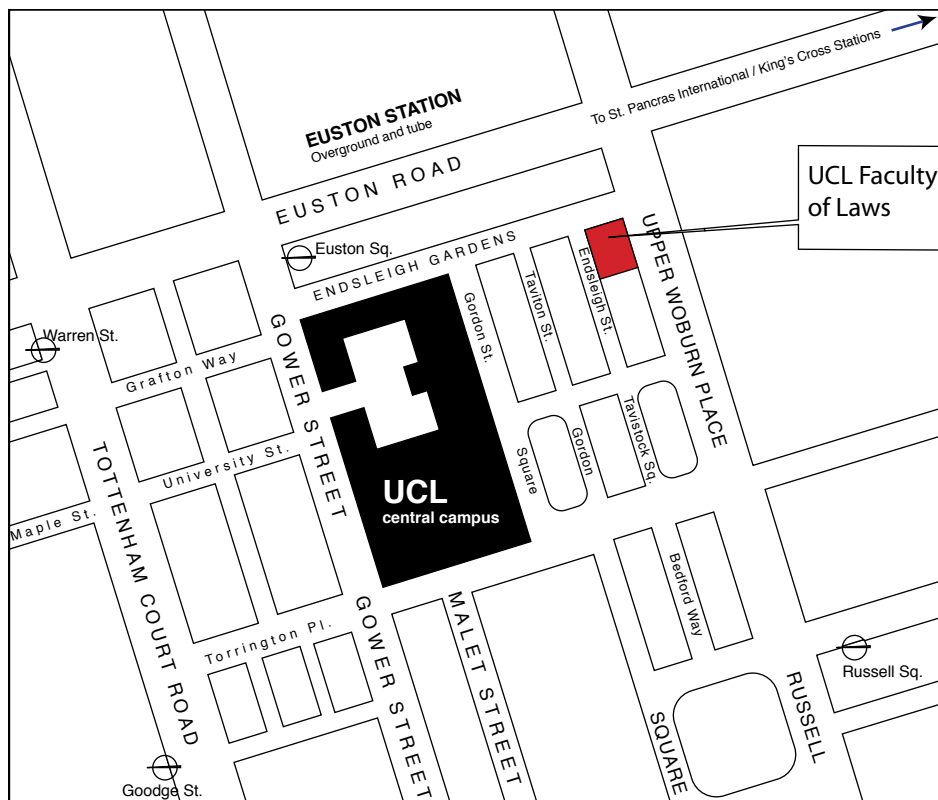 To St. Pancras International / King's Cross Stations
EUSTON STATION
Overground and tube
EUSTON ROAD
UCL Faculty
of Laws
Euston Sq.
ENDSLEIGH GARDENS
UPPER WOBURN PLACE
Endsleigh St.
Taviton St.
Gordon St.
Warren St.
Grafton Way
GOWER STREET
TOTTENHAM COURT ROAD
University St.
Maple St.
UCL
central campus
Square
Gordon
Tavistock Sq.
Bedford Way
Torrington Pl.
GOWER STREET
MALET STREET
Russell Sq.
RUSSELL
SQUARE
Goodge St.